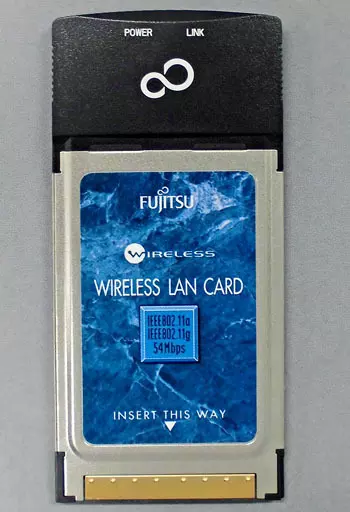 POWER LINK
FUJITSU
WIRELESS
WIRELESS LAN CARD
IEEE802.11a
IEEE802.11g
54Mbps
INSERT THIS WAY